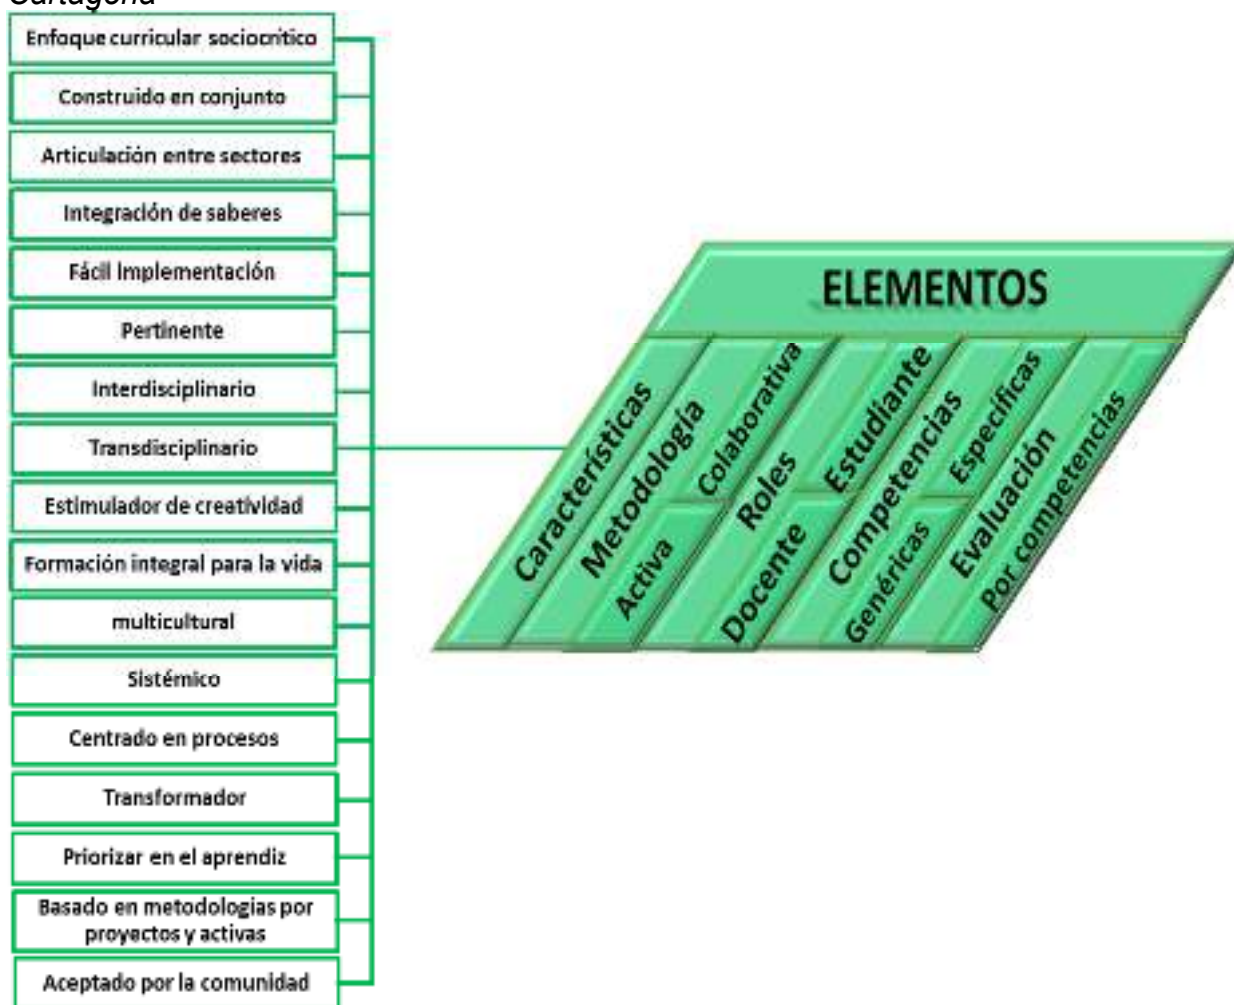 Cartagena
Enfoque curricular sociocrítico
Construido en conjunto
Articulación entre sectores
Integración de saberes
Fácil Implementación
Pertinente
Interdisciplinario
Transdisciplinario
Estimulador de creatividad
Formación integral para la vida
multicultural
Sistémico
Centrado en procesos
Transformador
Priorizar en el aprendiz
Basado en metodologias por
proyectos y activas
Aceptado por la comunidad
ELEMENTOS
Características
Metodología
Activa
Colaborativa
Roles
Docente
Estudiante
Competencias
Genéricas
Específicas
Evaluación
Por competencias